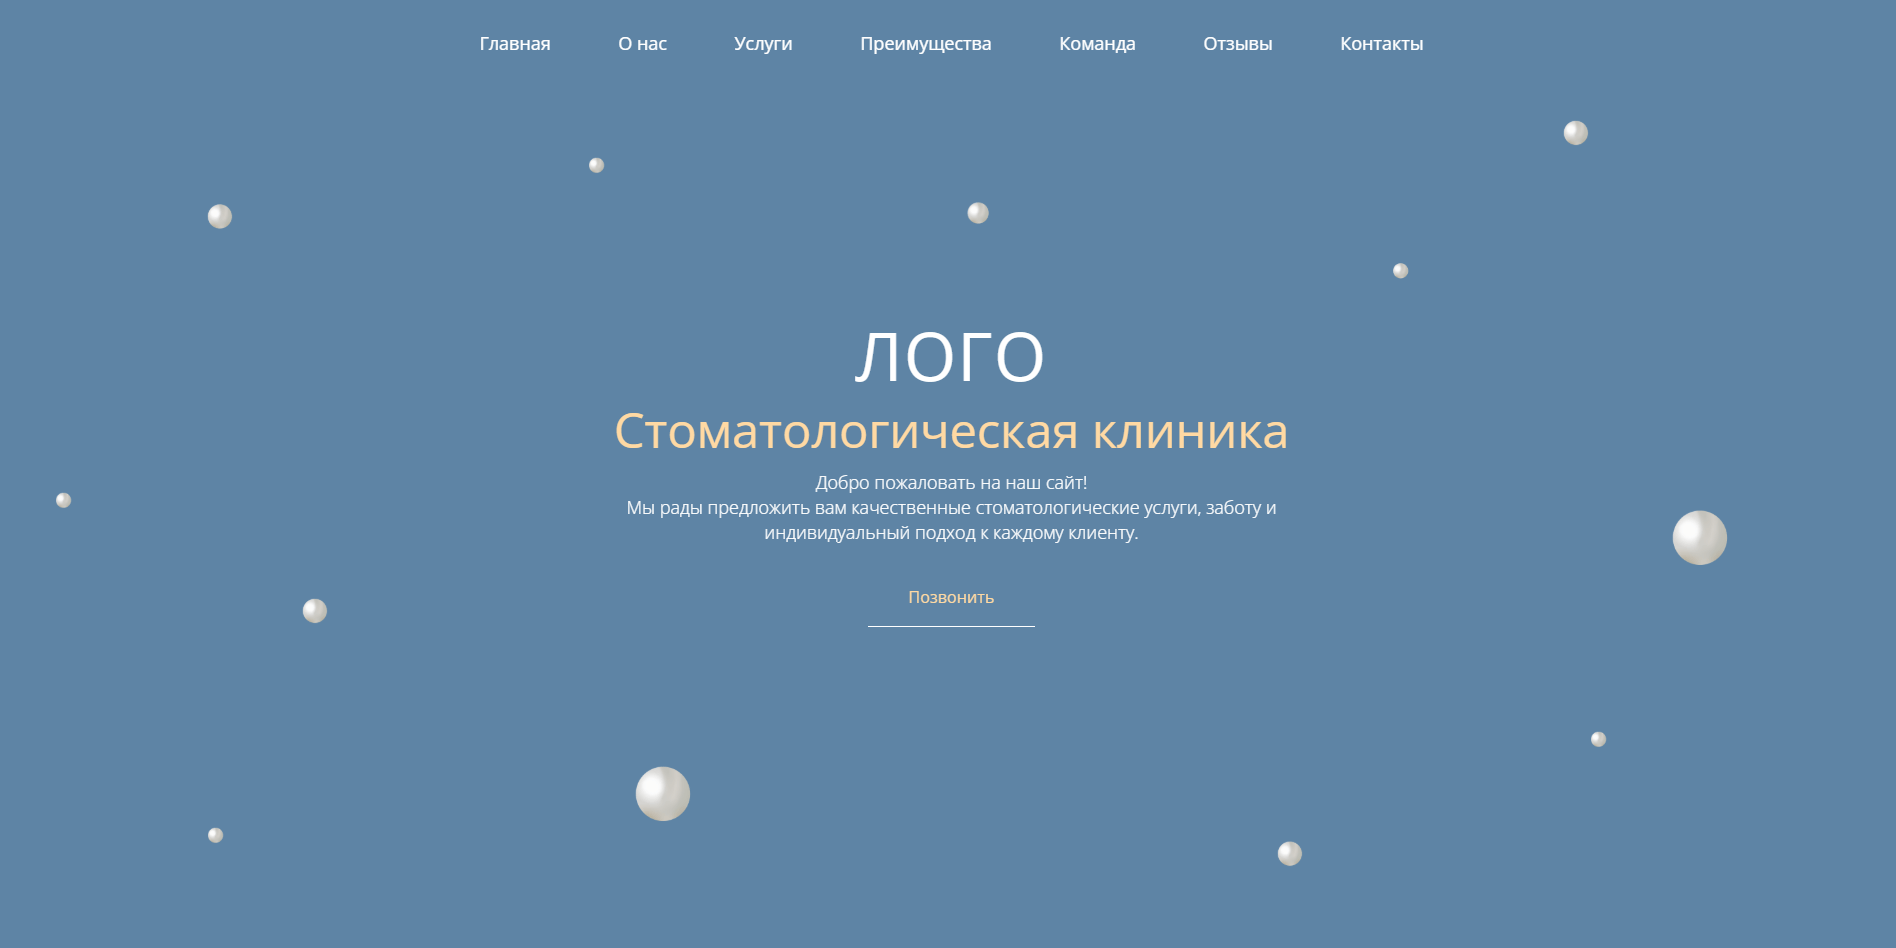 Главная О нас Услуги Преимущества Команда Отзывы Контакты
ЛОГО
Стоматологическая клиника
Добро пожаловать на наш сайт!
Мы рады предложить вам качественные стоматологические услуги, заботу и
индивидуальный подход к каждому клиенту.
Позвонить